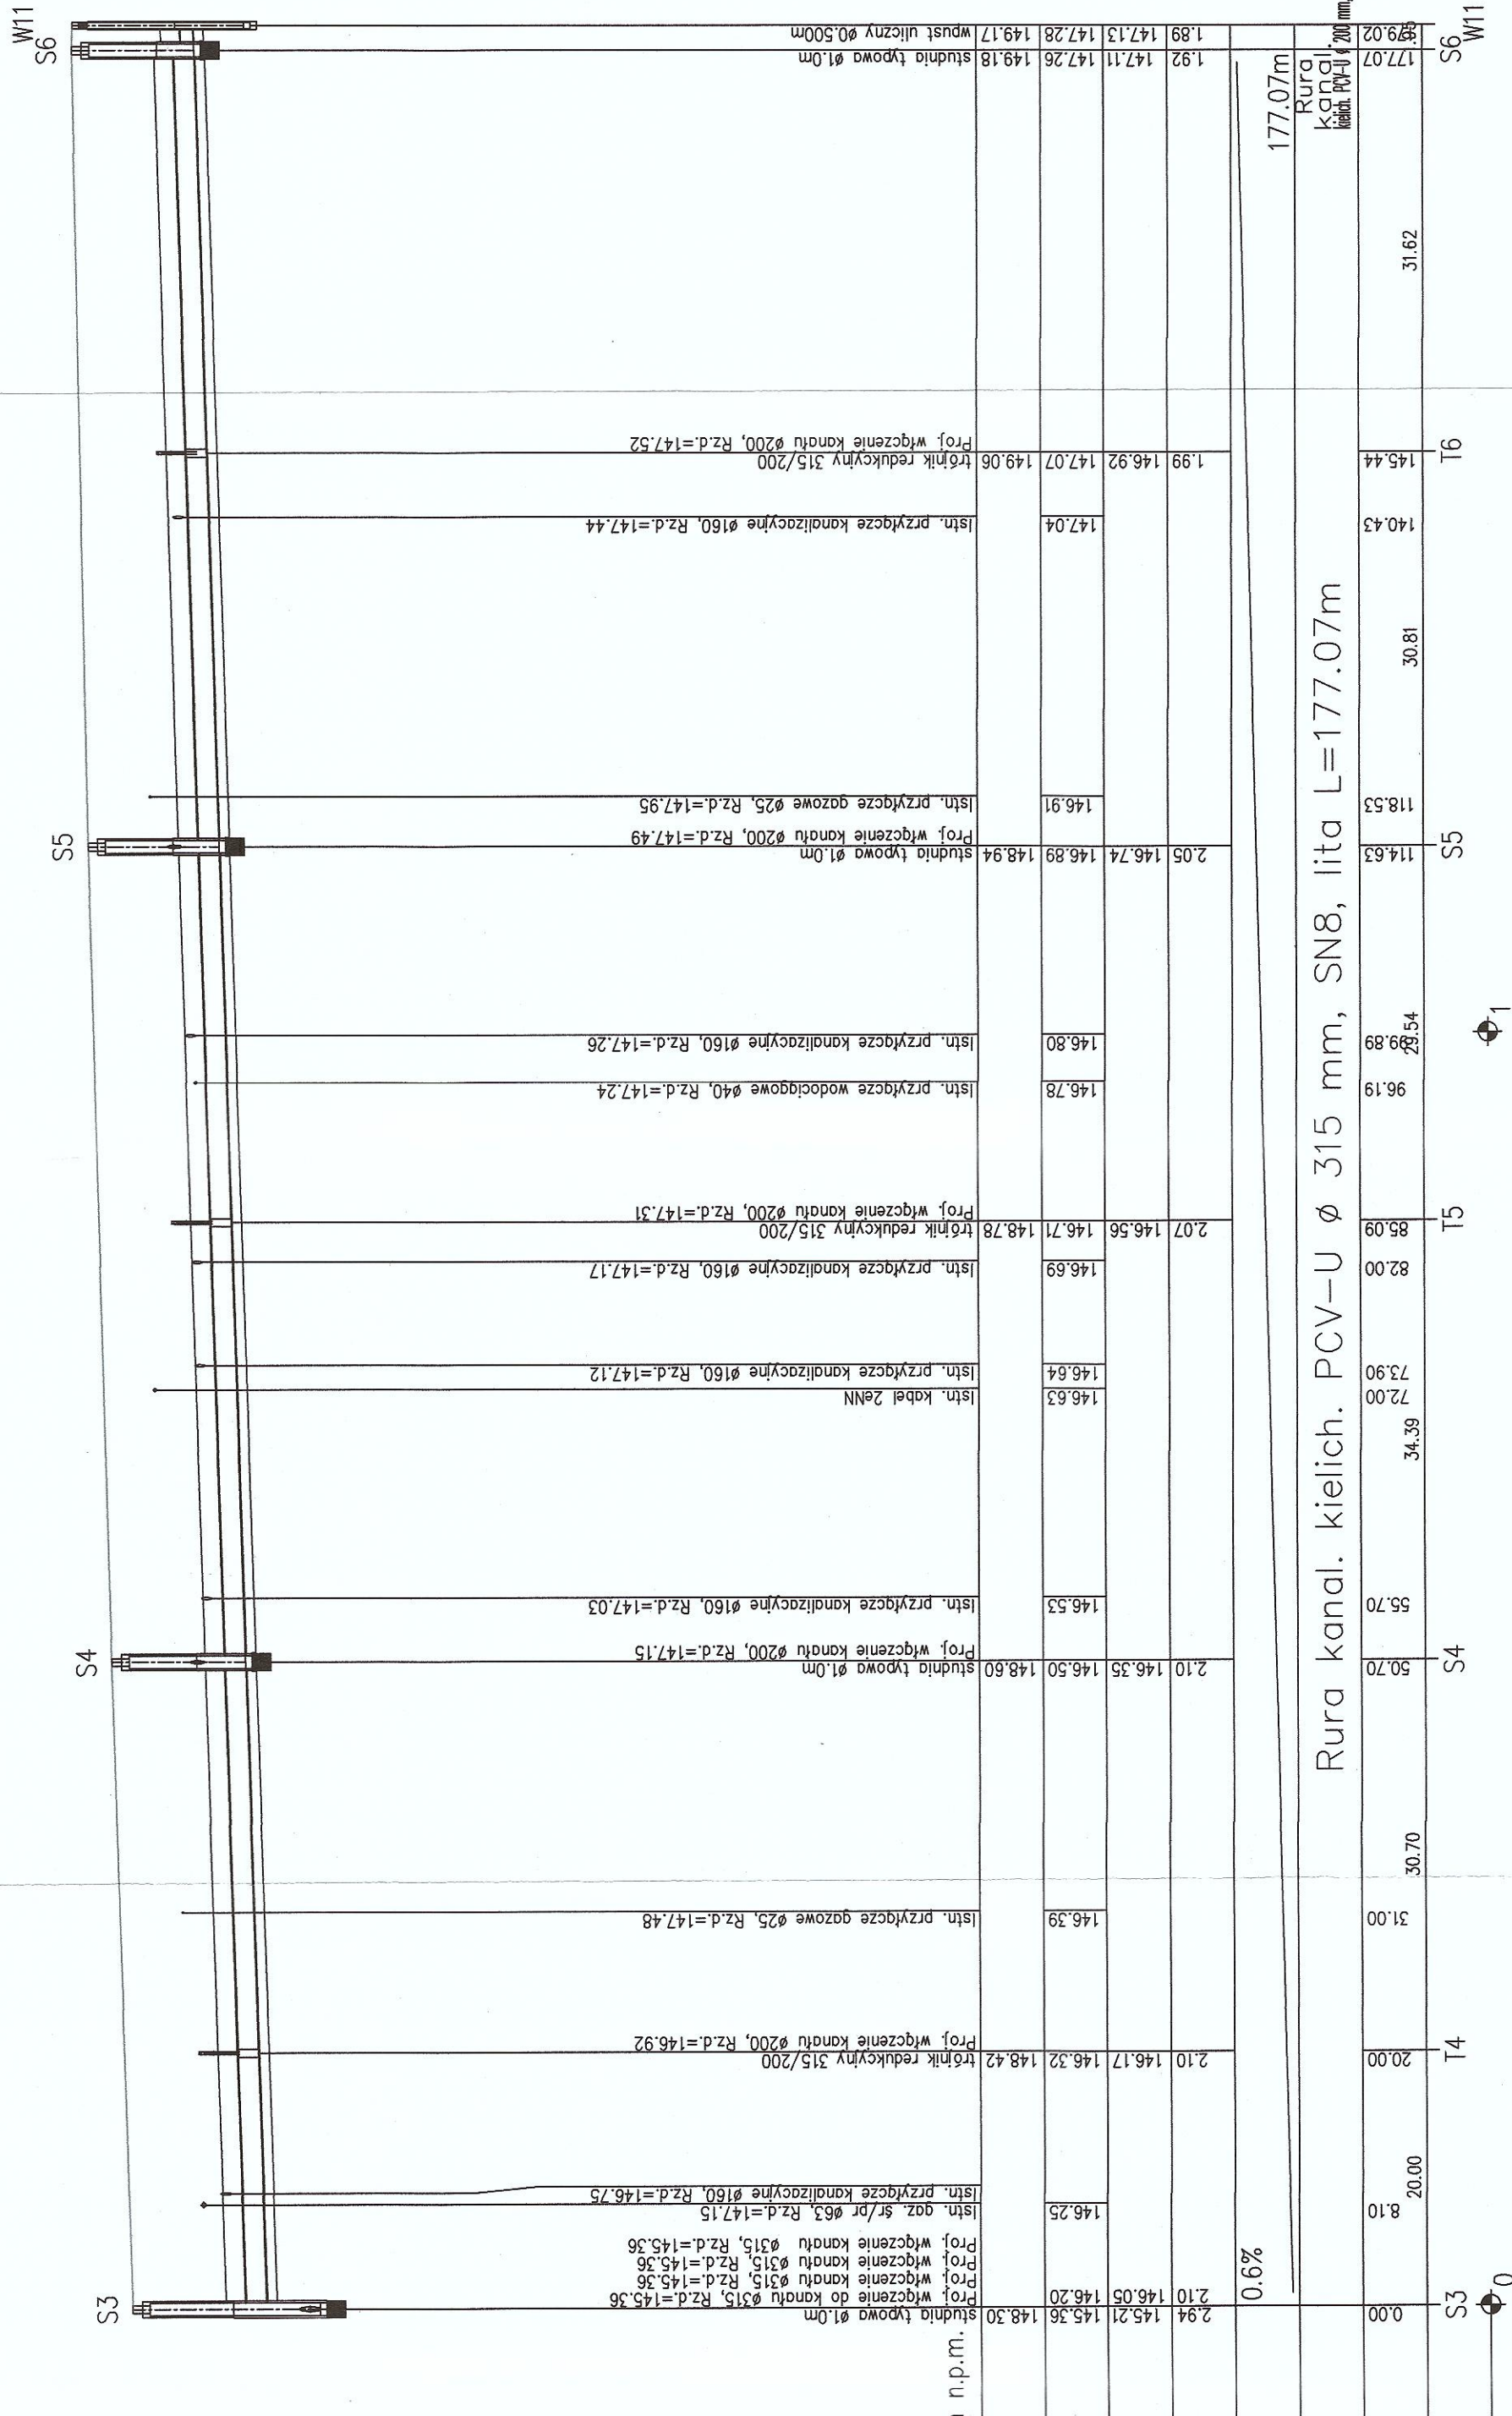 W11
S6
S5
S4
S3
wpust uliczny ø0.500m
149.17
147.28
147.13
1.89
179.02
studnia typowa ø1.0m
149.18
147.26
147.11
1.92
177.07
S6
W11
177.07m
Rura
kanal.
kielich. PCV-U ø 200 mm,
31.62
Proj. włączenie kanału ø200, Rz.d.=147.52
trójnik redukcyjny 315/200
149.06
147.07
146.92
1.99
145.44
T6
Istn. przyłącze kanalizacyjne ø160, Rz.d.=147.44
147.04
140.43
30.81
Istn. przyłącze gazowe ø25, Rz.d.=147.95
146.91
118.53
Proj. włączenie kanału ø200, Rz.d.=147.49
studnia typowa ø1.0m
148.94
146.89
146.74
2.05
114.63
S5
Istn. przyłącze kanalizacyjne ø160, Rz.d.=147.26
146.80
99.89
29.54
1
Istn. przyłącze wodociągowe ø40, Rz.d.=147.24
146.78
96.19
Proj. włączenie kanału ø200, Rz.d.=147.31
trójnik redukcyjny 315/200
148.78
146.71
146.56
2.07
85.09
T5
Istn. przyłącze kanalizacyjne ø160, Rz.d.=147.17
146.69
82.00
Istn. przyłącze kanalizacyjne ø160, Rz.d.=147.12
146.64
73.90
Istn. kabel 2eNN
146.63
72.00
34.39
Rura kanal. kielich. PCV-U ø 315 mm, SN8, lita L=177.07m
Istn. przyłącze kanalizacyjne ø160, Rz.d.=147.03
146.53
55.70
Proj. włączenie kanału ø200, Rz.d.=147.15
studnia typowa ø1.0m
148.60
146.50
146.35
2.10
50.70
S4
30.70
Istn. przyłącze gazowe ø25, Rz.d.=147.48
146.39
31.00
Proj. włączenie kanału ø200, Rz.d.=146.92
trójnik redukcyjny 315/200
148.42
146.32
146.17
2.10
20.00
T4
20.00
Istn. przyłącze kanalizacyjne ø160, Rz.d.=146.75
Istn. gaz. śr/pr ø63, Rz.d.=147.15
146.25
8.10
Proj. włączenie kanału ø315, Rz.d.=145.36
Proj. włączenie kanału ø315, Rz.d.=145.36
Proj. włączenie kanału ø315, Rz.d.=145.36
Proj. włączenie do kanału ø315, Rz.d.=145.36
146.20
146.05
2.10
0.6%
studnia typowa ø1.0m
148.30
145.36
145.21
2.94
0.00
S3
0
n.p.m.